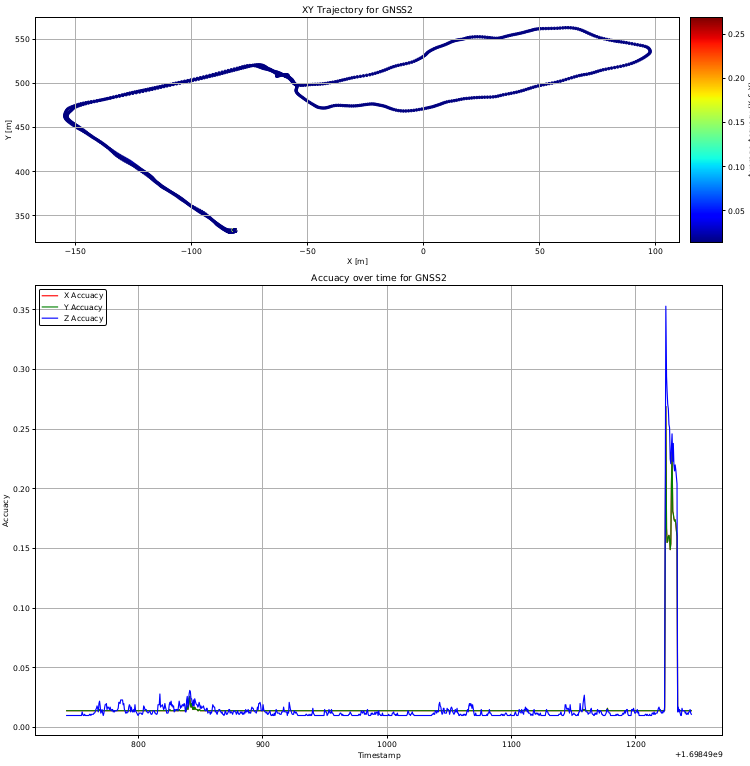 XY Trajectory for GNSS2
550
500
450
400
350
Y [m]
−150 −100 −50 0 50 100
X [m]
0.25
0.20
0.15
0.10
0.05
Accuacy over time for GNSS2
X Accuacy
Y Accuacy
Z Accuacy
0.35
0.30
0.25
0.20
0.15
0.10
0.05
0.00
Accuacy
800 900 1000 1100 1200
Timestamp
+1.69849e9